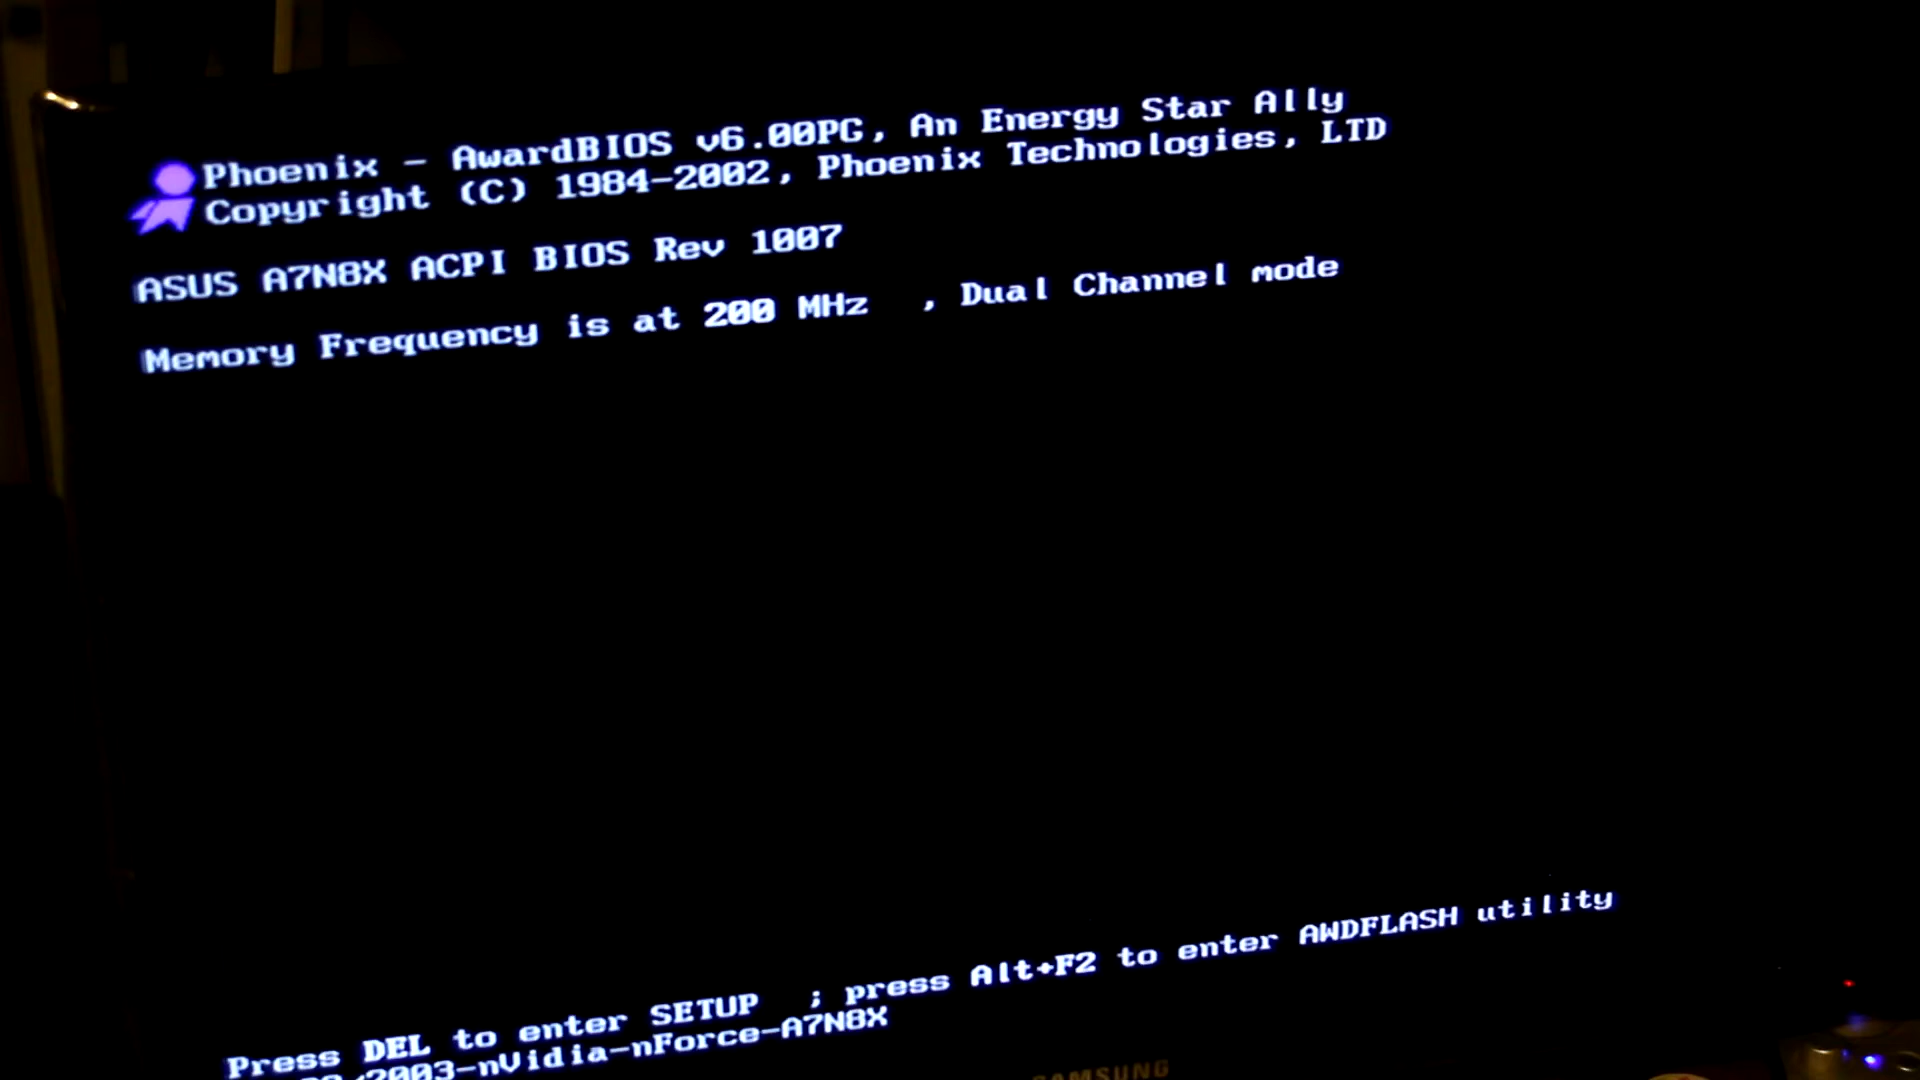 Phoenix - AwardBIOS v6.00PG, An Energy Star Ally
Copyright (C) 1984-2002, Phoenix Technologies, LTD
ASUS A7N8X ACPI BIOS Rev 1007
Memory Frequency is at 200 MHz , Dual Channel mode
Press DEL to enter SETUP ; press Alt+F2 to enter AWDFLASH utility
2003-nVidia-nForce-A7N8X
SAMSUNG